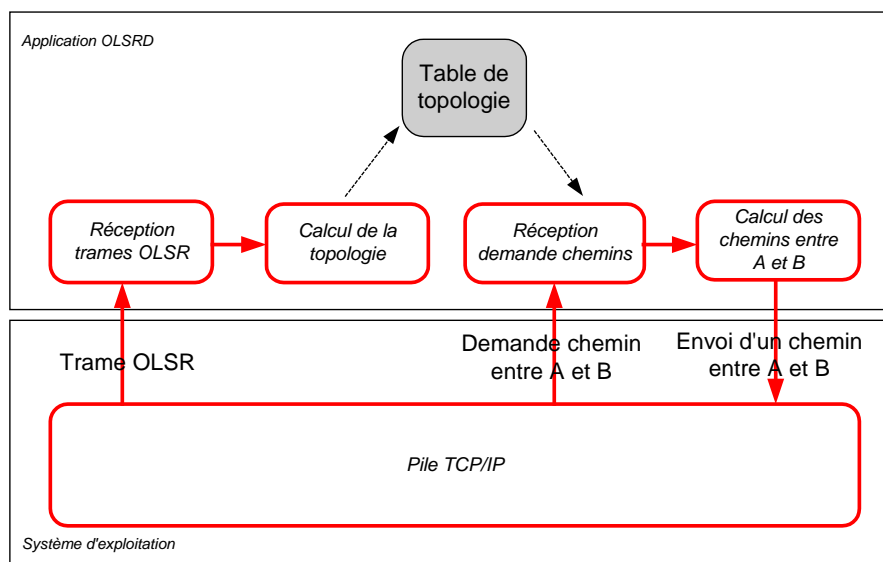 Application OLSRD
Table de
topologie
Réception
trames OLSR
Calcul de la
topologie
Réception
demande chemins
Calcul des
chemins entre
A et B
Trame OLSR
Demande chemin
entre A et B
Envoi d'un chemin
entre A et B
Pile TCP/IP
Système d'exploitation